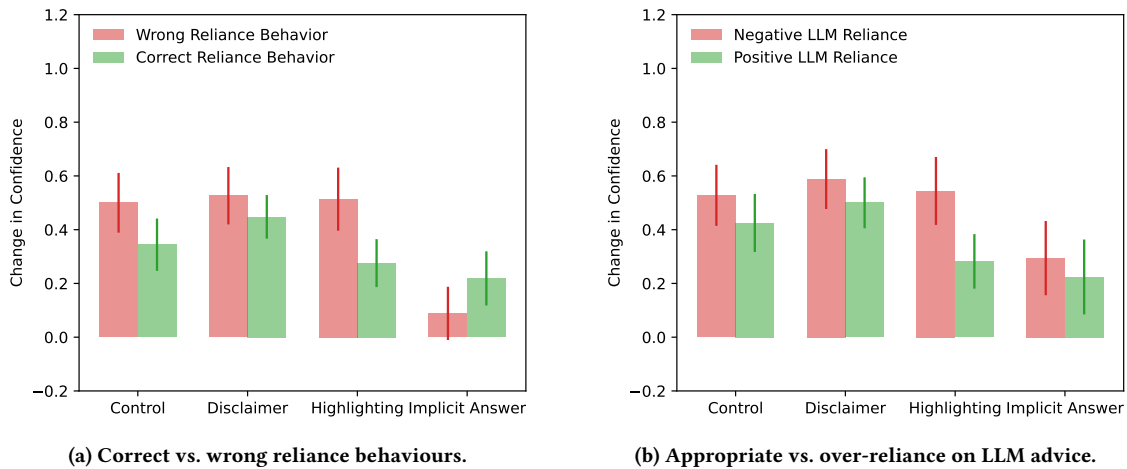 1.2
1.0
0.8
0.6
0.4
0.2
0.0
−0.2
Change in Confidence
Wrong Reliance Behavior
Correct Reliance Behavior
Control Disclaimer Highlighting Implicit Answer
(a) Correct vs. wrong reliance behaviours.
1.2
1.0
0.8
0.6
0.4
0.2
0.0
−0.2
Change in Confidence
Negative LLM Reliance
Positive LLM Reliance
Control Disclaimer Highlighting Implicit Answer
(b) Appropriate vs. over-reliance on LLM advice.